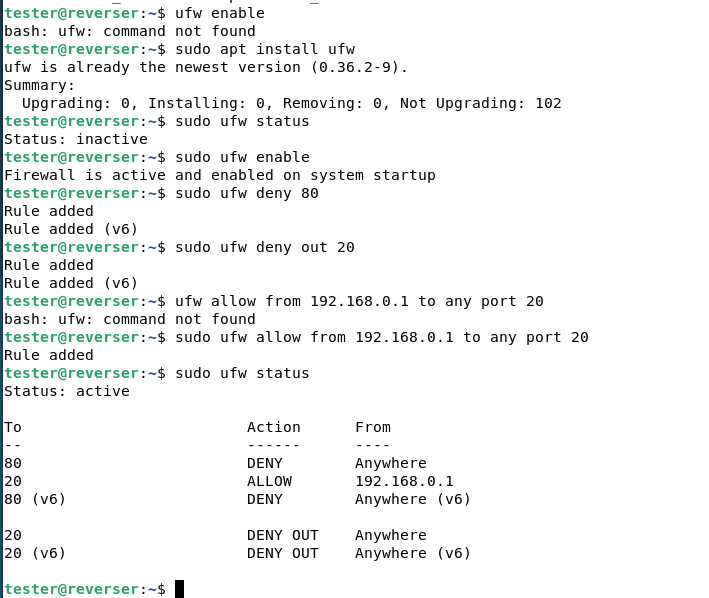 tester@reverser:~$ ufw enable
bash: ufw: command not found
tester@reverser:~$ sudo apt install ufw
ufw is already the newest version (0.36.2-9).
Summary:
  Upgrading: 0, Installing: 0, Removing: 0, Not Upgrading: 102
tester@reverser:~$ sudo ufw status
Status: inactive
tester@reverser:~$ sudo ufw enable
Firewall is active and enabled on system startup
tester@reverser:~$ sudo ufw deny 80
Rule added
Rule added (v6)
tester@reverser:~$ sudo ufw deny out 20
Rule added
Rule added (v6)
tester@reverser:~$ ufw allow from 192.168.0.1 to any port 20
bash: ufw: command not found
tester@reverser:~$ sudo ufw allow from 192.168.0.1 to any port 20
Rule added
tester@reverser:~$ sudo ufw status
Status: active

To                         Action      From
--                         ------      ----
80                         DENY        Anywhere
20                         ALLOW       192.168.0.1
80 (v6)                    DENY        Anywhere (v6)

20                         DENY OUT    Anywhere
20 (v6)                    DENY OUT    Anywhere (v6)

tester@reverser:~$